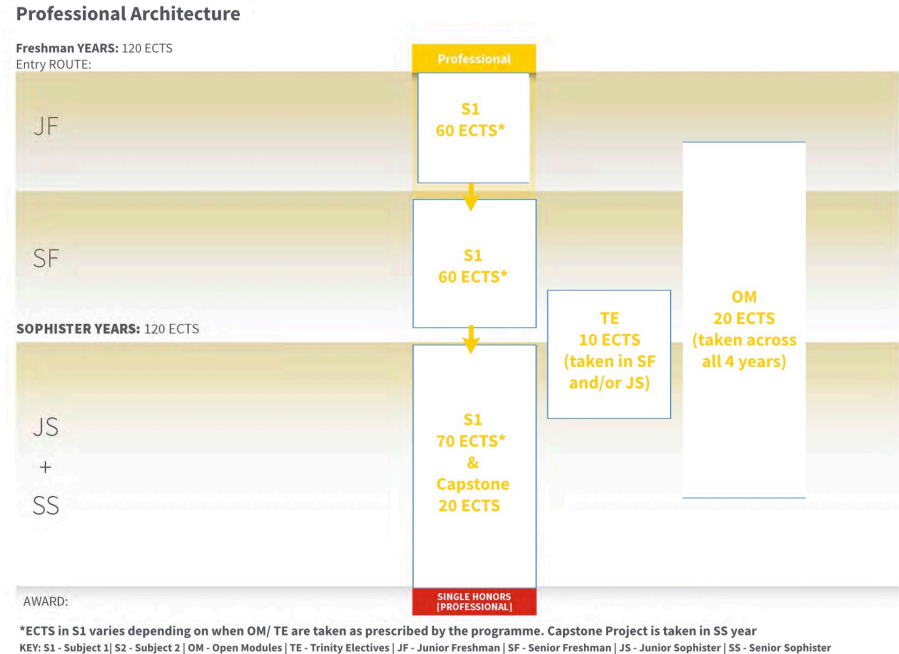 Professional Architecture
Freshman YEARS: 120 ECTS
Entry ROUTE:
Professional
JF
S1
60 ECTS*
SF
S1
60 ECTS*
SOPHISTER YEARS: 120 ECTS
TE
10 ECTS
(taken in SF
and/or JS)
OM
20 ECTS
(taken across
all 4 years)
JS
+
SS
S1
70 ECTS*
&
Capstone
20 ECTS
AWARD:
SINGLE HONORS
[PROFESSIONAL]
*ECTS in S1 varies depending on when OM/ TE are taken as prescribed by the programme. Capstone Project is taken in SS year
KEY: S1 - Subject 1| S2 - Subject 2 | OM - Open Modules | TE - Trinity Electives | JF - Junior Freshman | SF - Senior Freshman | JS - Junior Sophister | SS - Senior Sophister